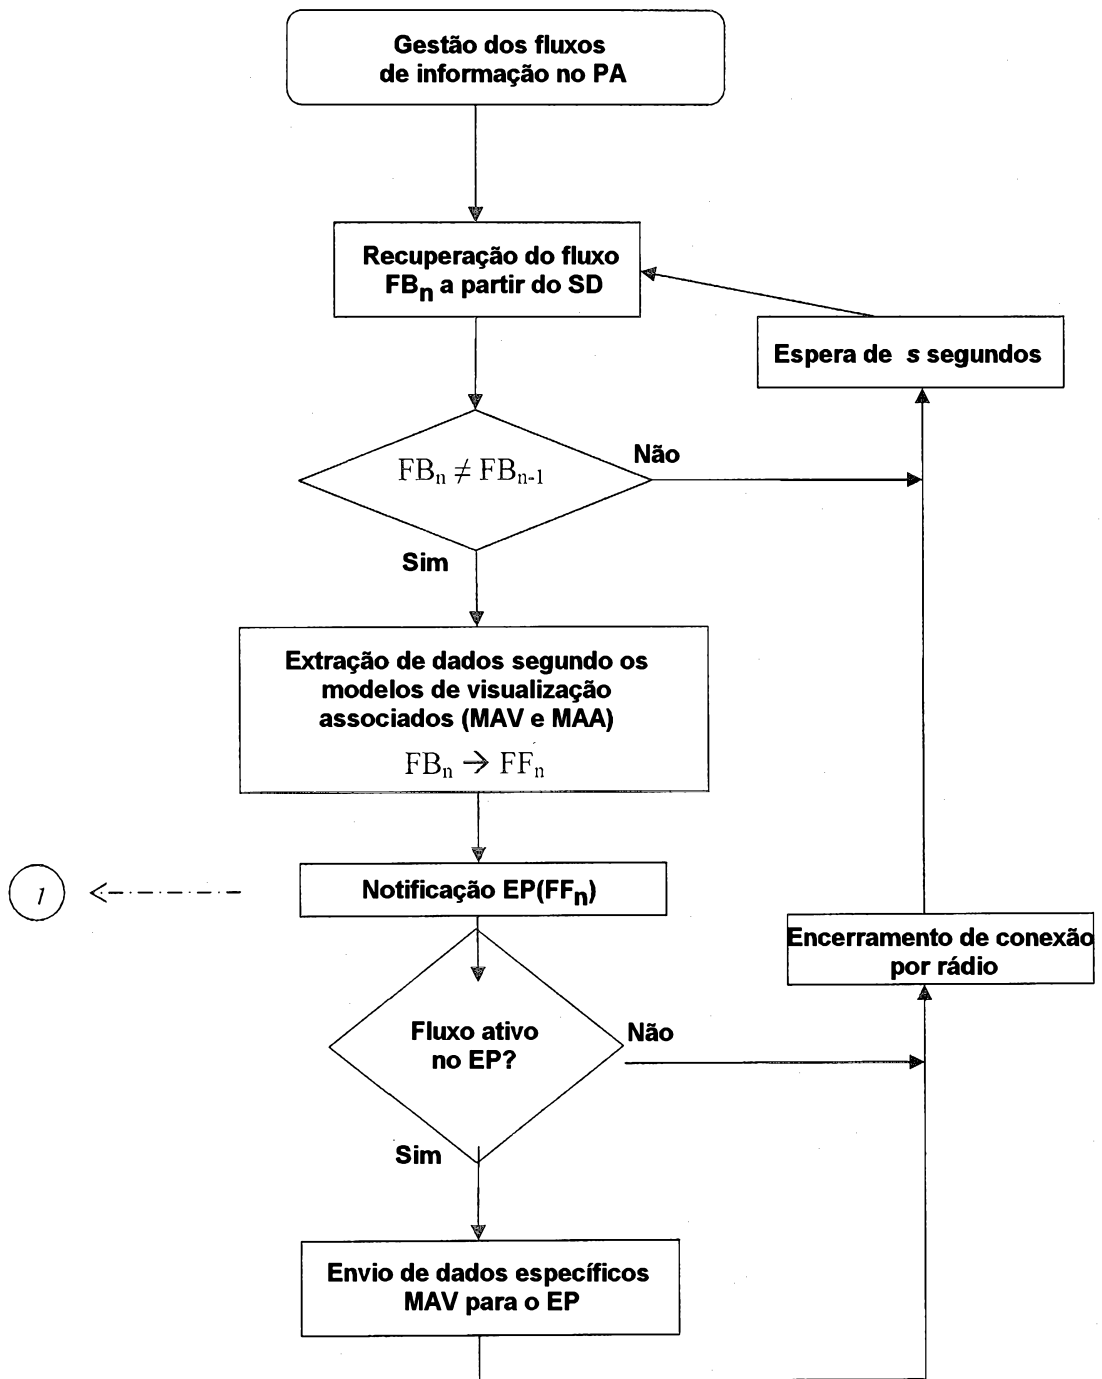 Gestão dos fluxos
de informação no PA
Recuperação do fluxo
FBn a partir do SD
Espera de s segundos
FBn ≠ FBn-1
Não
Sim
Extração de dados segundo os
modelos de visualização
associados (MAV e MAA)
FBn → FFn
1
Notificação EP(FFn)
Encerramento de conexão
por rádio
Fluxo ativo
no EP?
Não
Sim
Envio de dados específicos
MAV para o EP